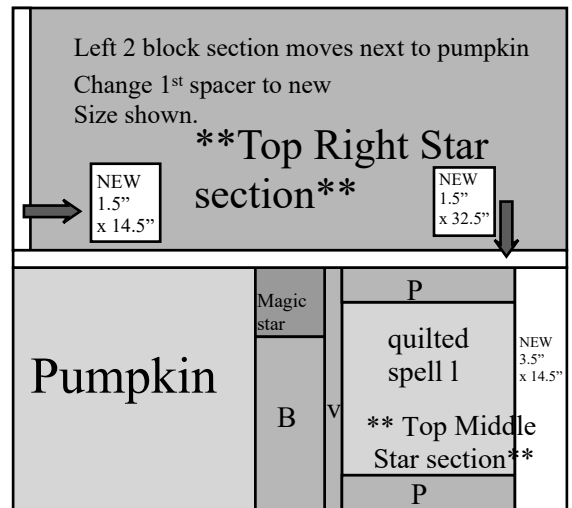 Left 2 block section moves next to pumpkin
Change 1st spacer to new
Size shown.
**Top Right Star
section**
NEW
1.5”
x 14.5”
NEW
1.5”
x 32.5”
Pumpkin
Magic
star
B
v
P
quilted
spell l
** Top Middle
Star section**
P
NEW
3.5”
x 14.5”